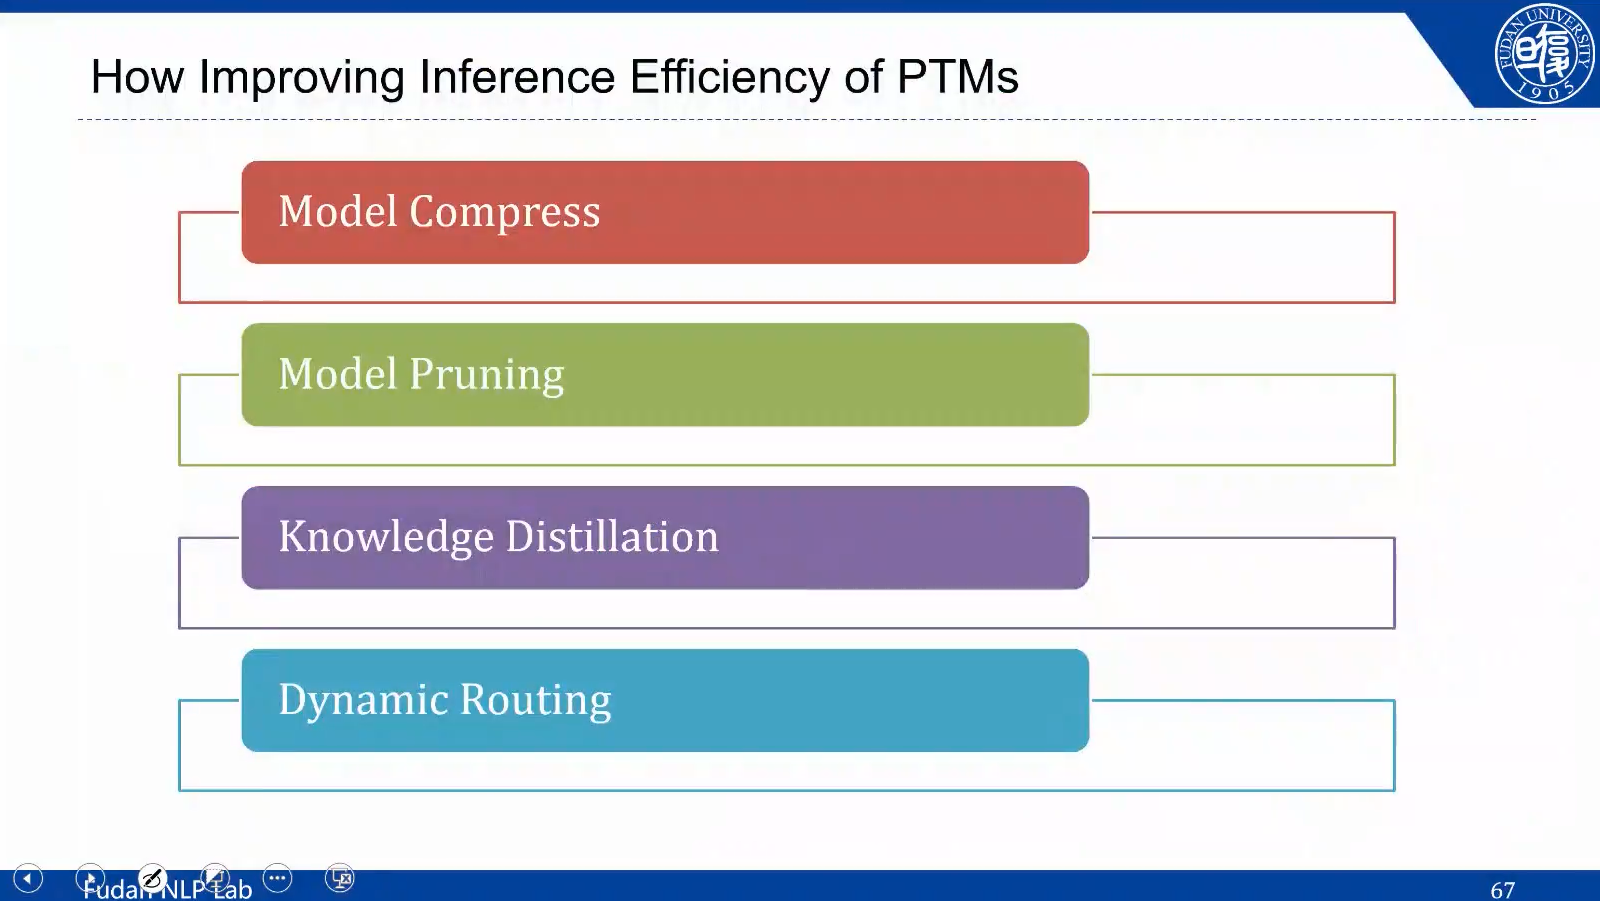 How Improving Inference Efficiency of PTMs
FUDAN UNIVERSITY
1905
Model Compress
Model Pruning
Knowledge Distillation
Dynamic Routing
Fudan NLP Lab
67